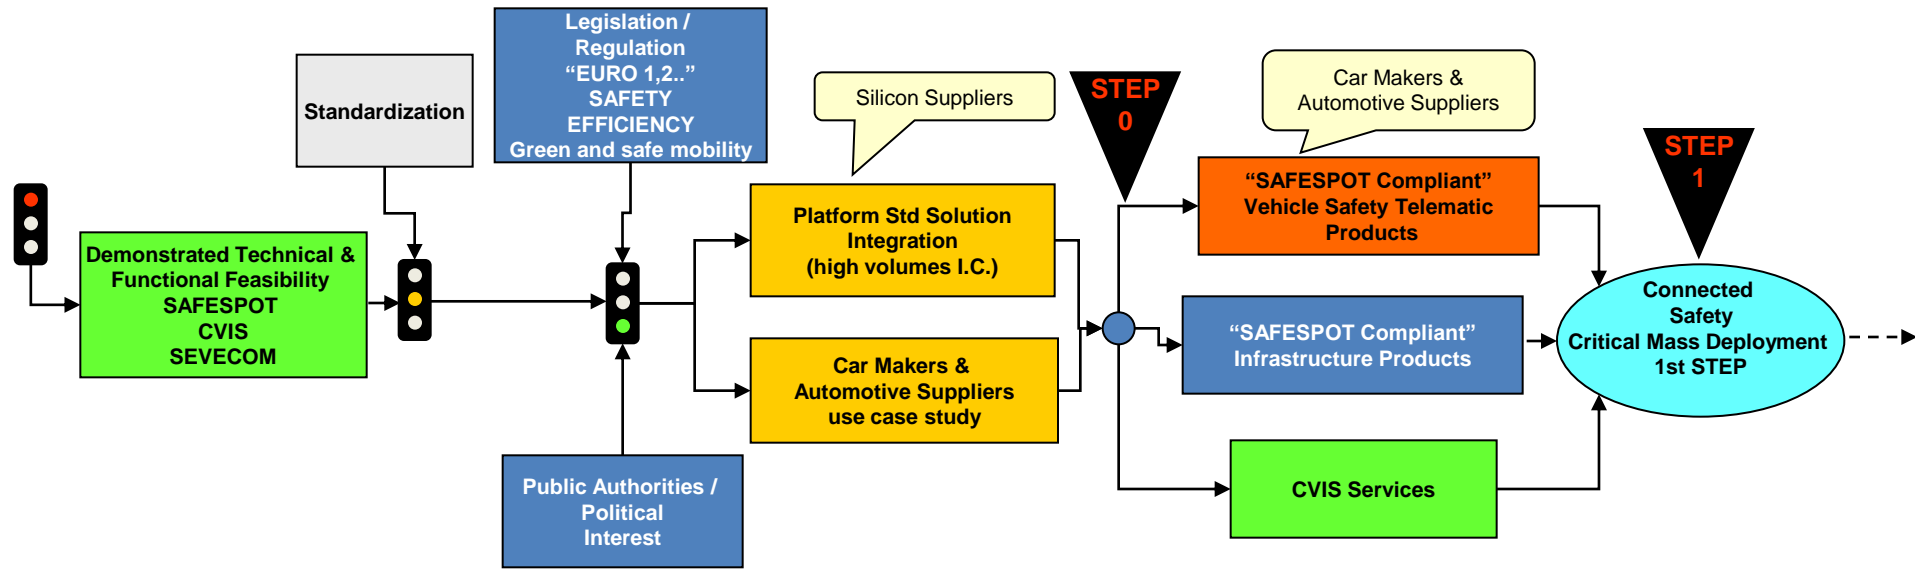 Standardization
Legislation /
Regulation
“EURO 1,2..”
SAFETY
EFFICIENCY
Green and safe mobility
Demonstrated Technical &
Functional Feasibility
SAFESPOT
CVIS
SEVECOM
Public Authorities /
Political
Interest
Silicon Suppliers
Platform Std Solution
Integration
(high volumes I.C.)
Car Makers &
Automotive Suppliers
use case study
STEP
0
Car Makers &
Automotive Suppliers
“SAFESPOT Compliant”
Vehicle Safety Telematic
Products
“SAFESPOT Compliant”
Infrastructure Products
CVIS Services
STEP
1
Connected
Safety
Critical Mass Deployment
1st STEP